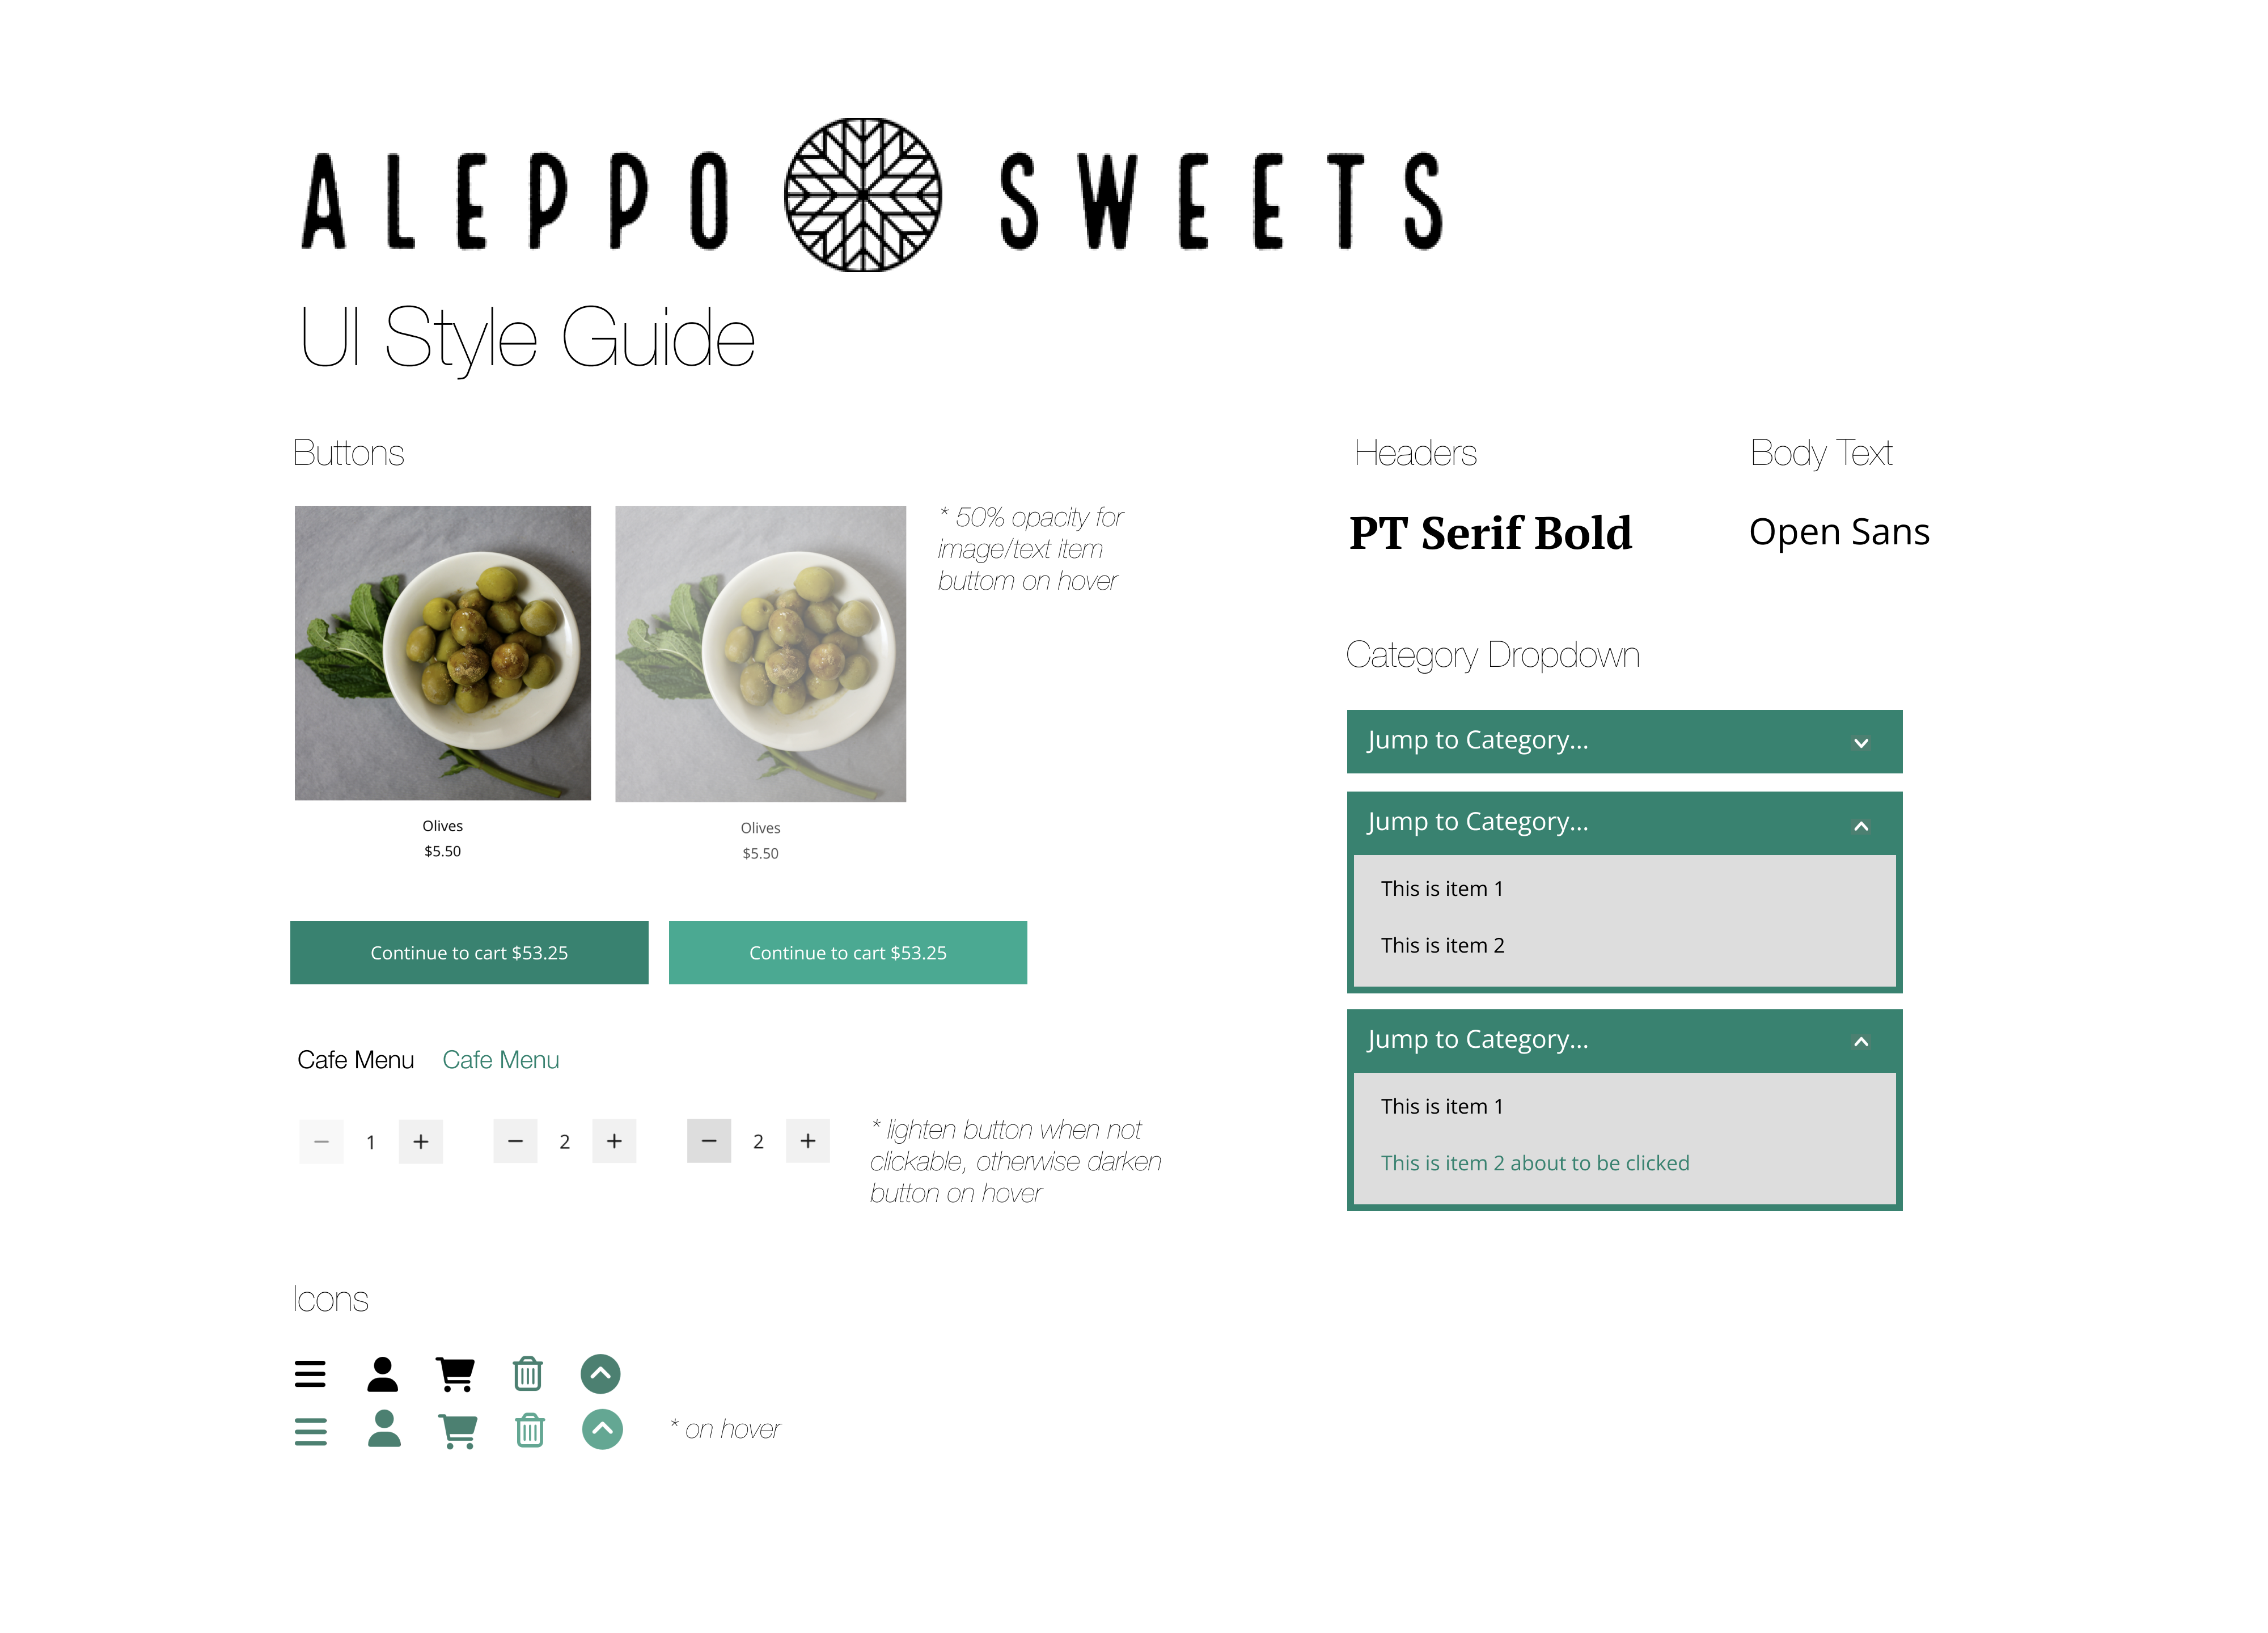 ALEPPO SWEETS
UI Style Guide
Buttons
* 50% opacity for
image/text item
buttom on hover
Olives
$5.50
Olives
$5.50
Continue to cart $53.25
Continue to cart $53.25
Cafe Menu
Cafe Menu
− 1 +
− 2 +
− 2 +
* lighten button when not
clickable, otherwise darken
button on hover
Icons
* on hover
Headers
PT Serif Bold
Body Text
Open Sans
Category Dropdown
Jump to Category...
Jump to Category...
This is item 1
This is item 2
Jump to Category...
This is item 1
This is item 2 about to be clicked